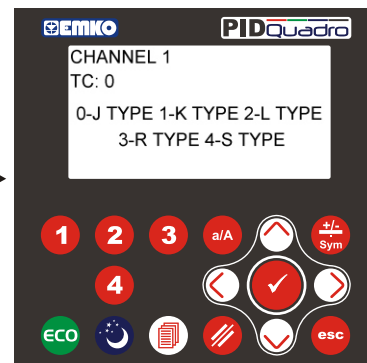 EMKO PIDQuadro
CHANNEL 1
TC: 0
0-J TYPE 1-K TYPE 2-L TYPE
3-R TYPE 4-S TYPE
1 2 3 a/A +/-
Sym
4
ECO esc